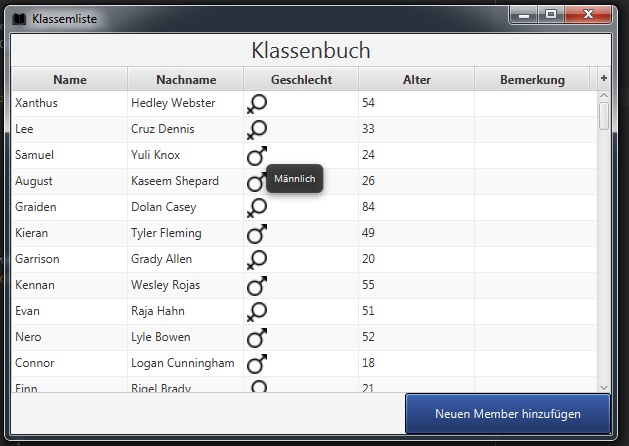 Klassemliste
Klassenbuch
Name Nachname Geschlecht Alter Bemerkung +
Xanthus Hedley Webster 54
Lee Cruz Dennis 33
Samuel Yuli Knox 24
August Kaseem Shepard Männlich 26
Graiden Dolan Casey 84
Kieran Tyler Fleming 49
Garrison Grady Allen 20
Kennan Wesley Rojas 55
Evan Raja Hahn 51
Nero Lyle Bowen 52
Connor Logan Cunningham 18
Finn Rigel Brady 21
Neuen Member hinzufügen